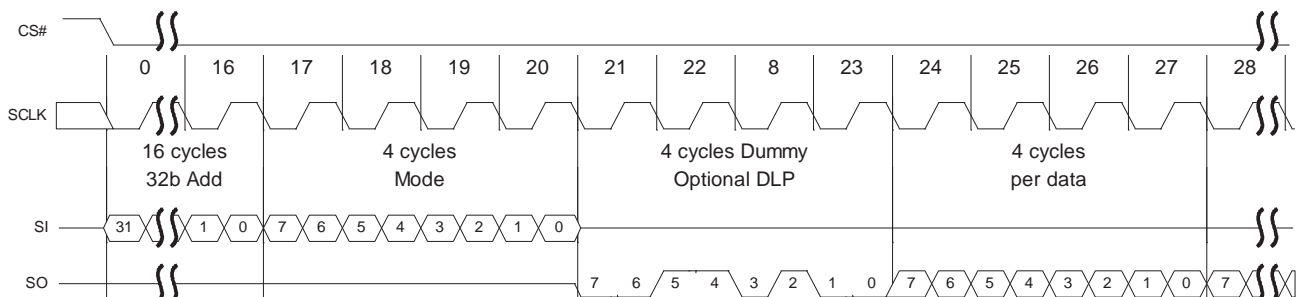 CS#
0 16 17 18 19 20 21 22 8 23 24 25 26 27 28
SCLK
16 cycles 4 cycles 4 cycles Dummy 4 cycles
32b Add Mode Optional DLP per data
SI 31 1 0 7 6 5 4 3 2 1 0
SO 7 6 5 4 3 2 1 0 7 6 5 4 3 2 1 0 7